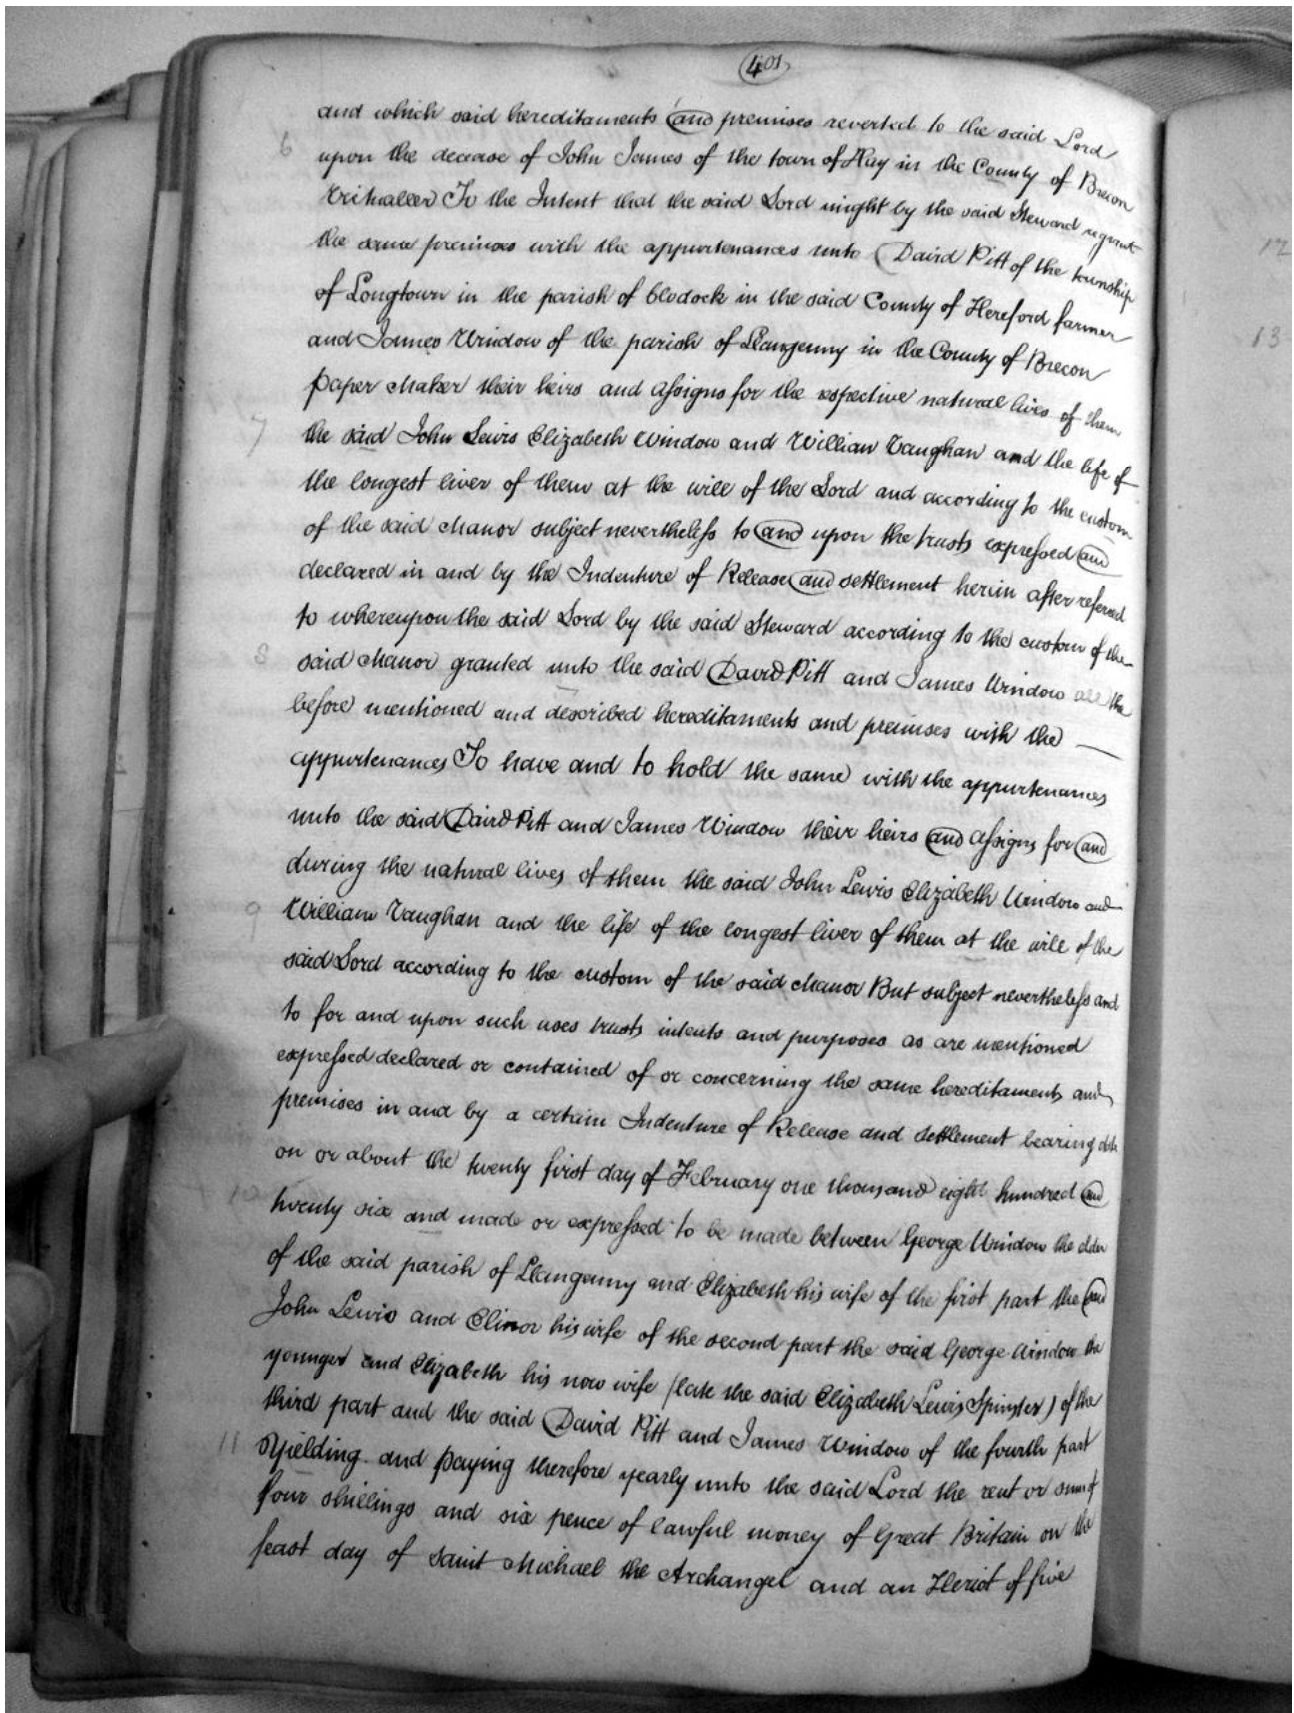 401
and which said hereditaments and premises reverted to the said Lord
6
upon the decease of John James of the town of Hay in the County of Brecon
Victualler To the Intent that the said Lord might by the said Steward regrant
the same premises with the appurtenances unto David Pitt of the township
of Longtown in the parish of Clodock in the said County of Hereford farmer
and James Window of the parish of Llangenny in the County of Brecon
paper Maker their heirs and assigns for the respective natural lives of them
7
the said John Lewis Elizabeth Window and William Vaughan and the life of
the longest liver of them at the will of the Lord and according to the custom
of the said Manor subject nevertheless to and upon the trusts expressed and
declared in and by the Indenture of Release and settlement herein after referred
to whereupon the said Lord by the said Steward according to the custom of the
8
said Manor granted unto the said David Pitt and James Window all the
before mentioned and described hereditaments and premises with the
appurtenances To have and to hold the same with the appurtenances
unto the said David Pitt and James Window their heirs and assigns for and
during the natural lives of them the said John Lewis Elizabeth Window and
9
William Vaughan and the life of the longest liver of them at the will of the
said Lord according to the custom of the said Manor But subject nevertheless and
to for and upon such uses trusts intents and purposes as are mentioned
expressed declared or contained of or concerning the same hereditaments and
premises in and by a certain Indenture of Release and settlement bearing date
on or about the twenty first day of February one thousand eight hundred and
10
twenty six and made or expressed to be made between George Window the elder
of the said parish of Llangenny and Elizabeth his wife of the first part the said
John Lewis and Elinor his wife of the second part the said George Window the
younger and Elizabeth his now wife (late the said Elizabeth Lewis Spinster) of the
third part and the said David Pitt and James Window of the fourth part
11
Yielding and paying therefore yearly unto the said Lord the rent or sum of
four shillings and six pence of lawful money of Great Britain on the
feast day of Saint Michael the Archangel and an Heriot of five
12
13